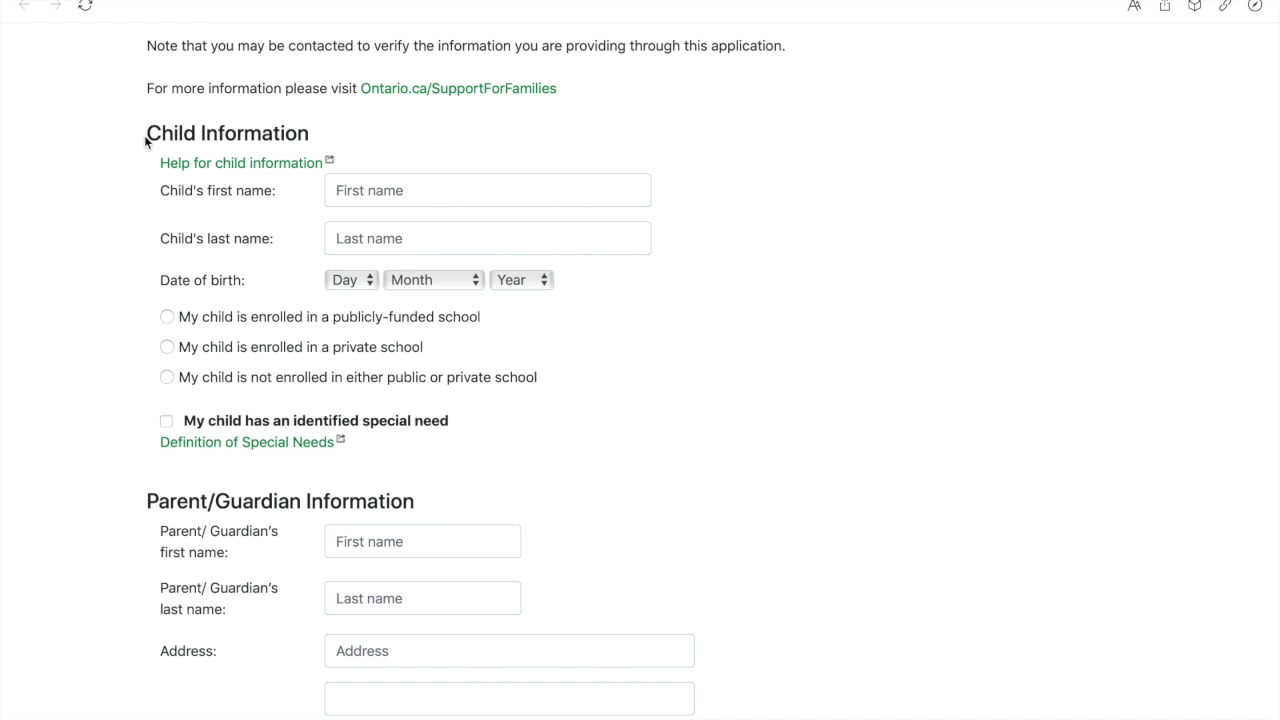 Note that you may be contacted to verify the information you are providing through this application.
For more information please visit Ontario.ca/SupportForFamilies
Child Information
Help for child information
Child's first name: First name
Child's last name: Last name
Date of birth: Day Month Year
My child is enrolled in a publicly-funded school
My child is enrolled in a private school
My child is not enrolled in either public or private school
My child has an identified special need
Definition of Special Needs
Parent/Guardian Information
Parent/ Guardian’s
first name: First name
Parent/ Guardian’s
last name: Last name
Address: Address